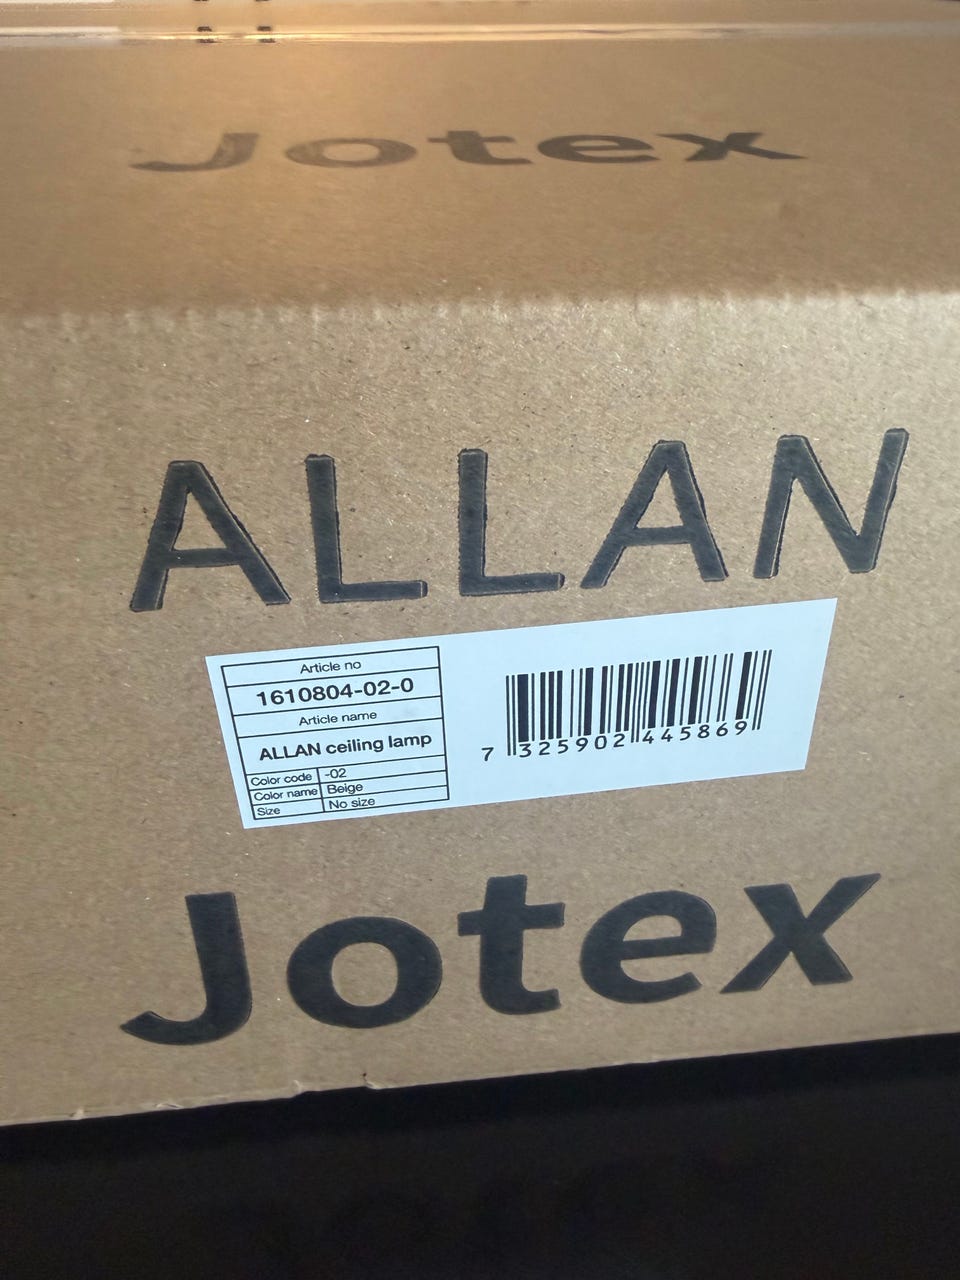 Jotex
ALLAN
Article no
1610804-02-0
Article name
ALLAN ceiling lamp
Color code -02
Color name Beige
Size No size
7 325902 445869
Jotex